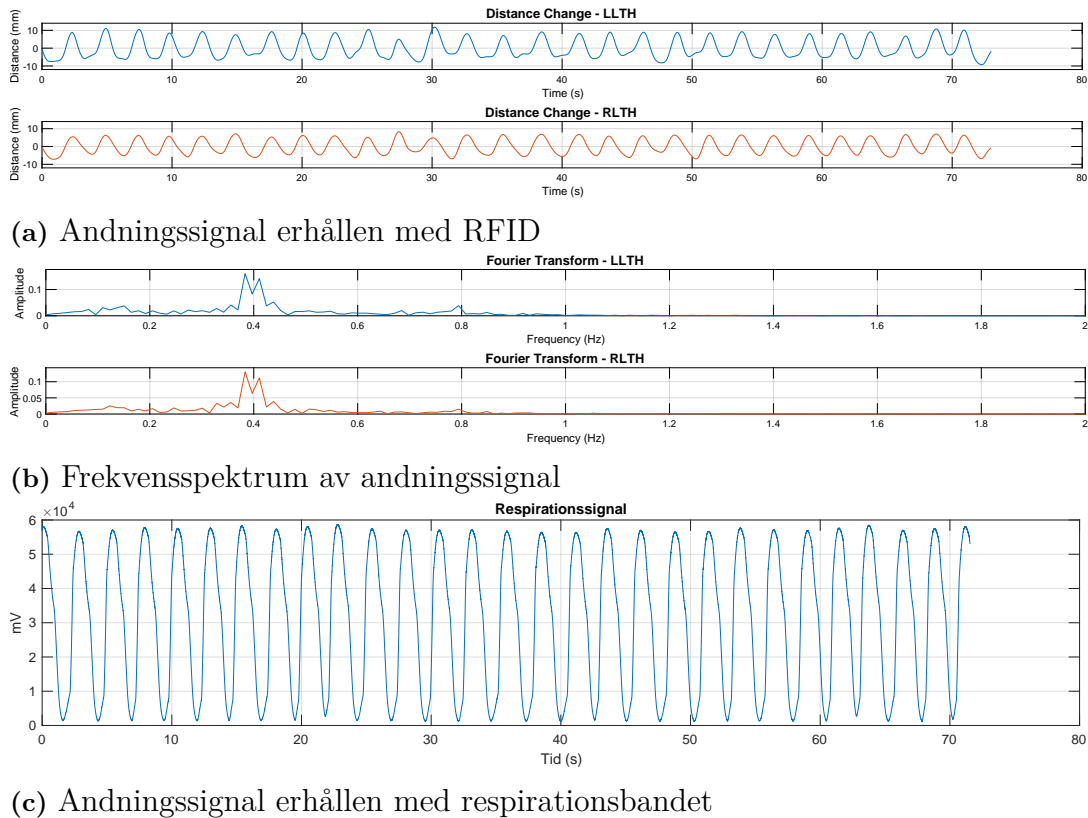 Distance Change - LLTH
Distance (mm)
10
0
-10
0 10 20 30 40 50 60 70 80
Time (s)
Distance Change - RLTH
Distance (mm)
10
0
-10
0 10 20 30 40 50 60 70 80
Time (s)
(a) Andningssignal erhållen med RFID
Fourier Transform - LLTH
Amplitude
0.1
0
0 0.2 0.4 0.6 0.8 1 1.2 1.4 1.6 1.8 2
Frequency (Hz)
Fourier Transform - RLTH
Amplitude
0.1
0.05
0
0 0.2 0.4 0.6 0.8 1 1.2 1.4 1.6 1.8 2
Frequency (Hz)
(b) Frekvensspektrum av andningssignal
Respirationssignal
×10⁴
mV
6
5
4
3
2
1
0
0 10 20 30 40 50 60 70 80
Tid (s)
(c) Andningssignal erhållen med respirationsbandet